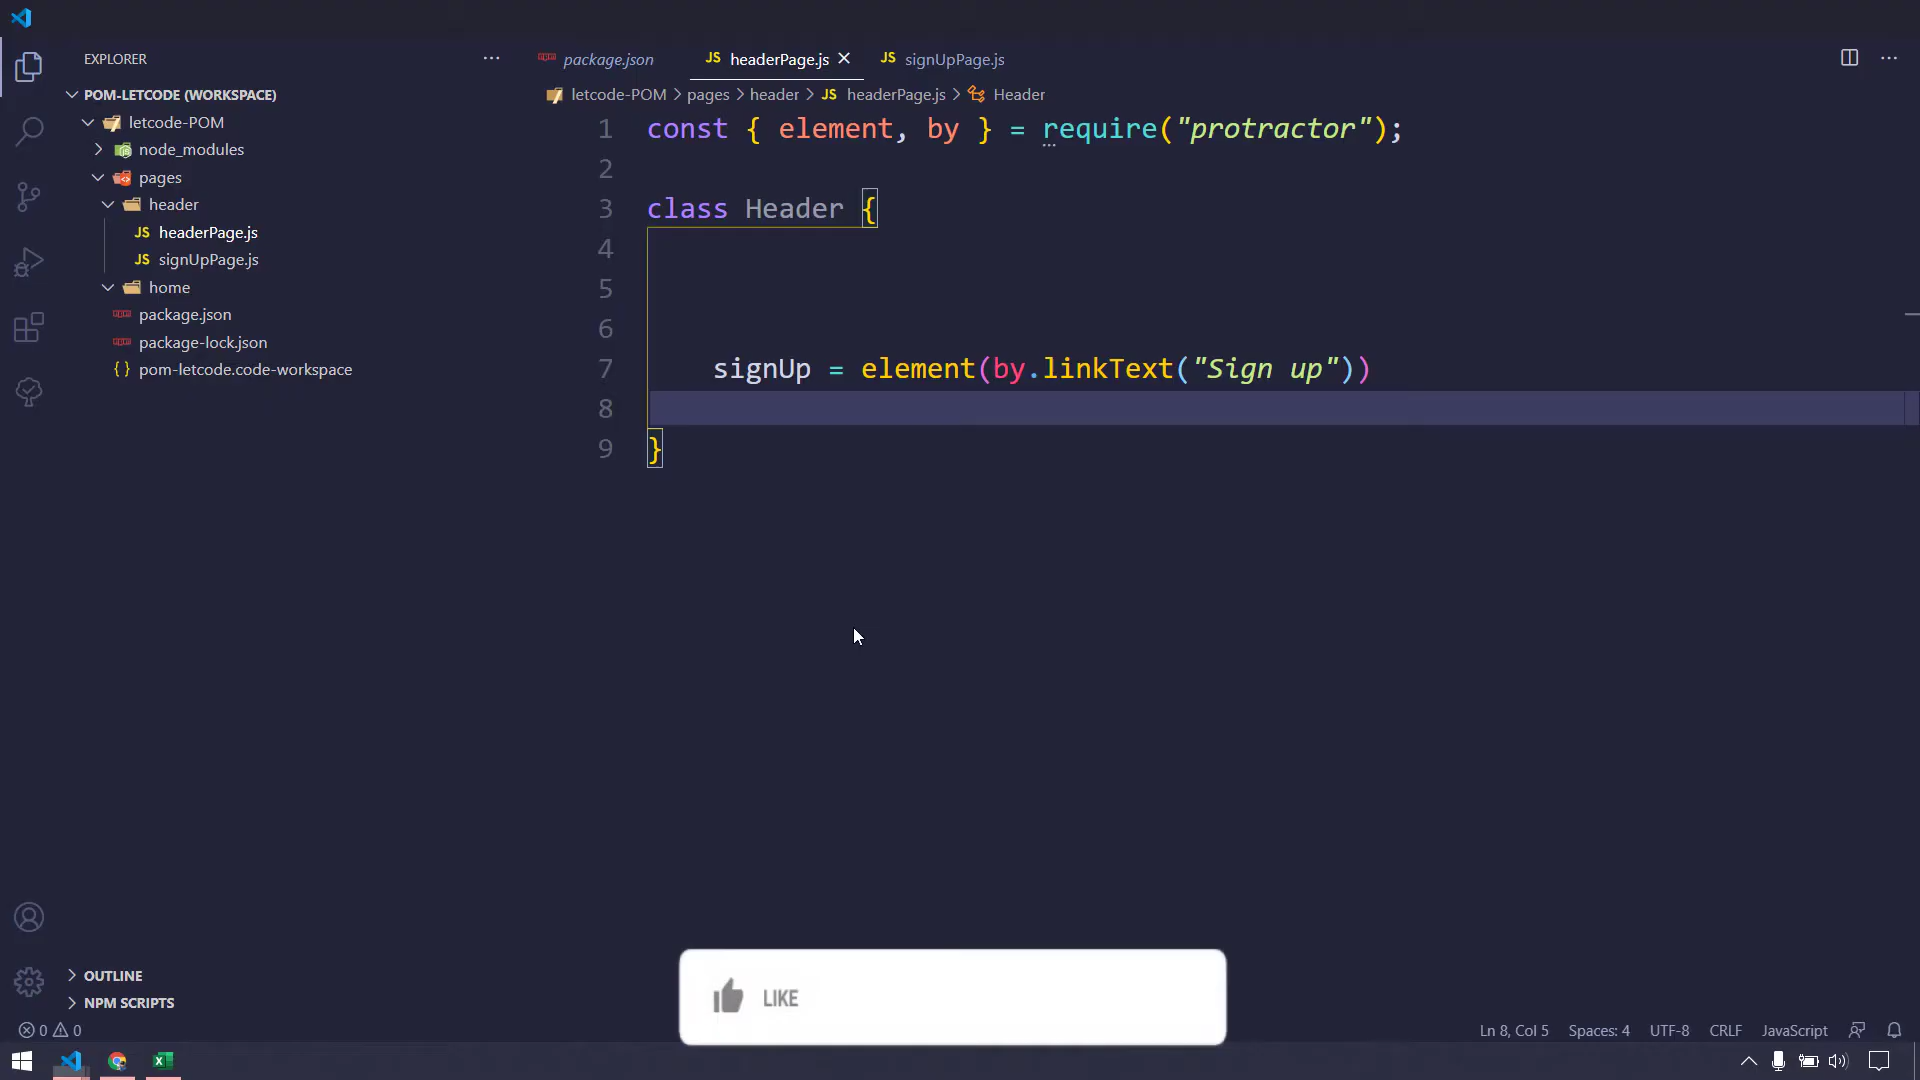 EXPLORER
POM-LETCODE (WORKSPACE)
letcode-POM
node_modules
pages
header
JS headerPage.js
JS signUpPage.js
home
package.json
package-lock.json
{} pom-letcode.code-workspace
OUTLINE
NPM SCRIPTS
package.json JS headerPage.js JS signUpPage.js
letcode-POM > pages > header > JS headerPage.js > Header
1 const { element, by } = require("protractor");
2
3 class Header {
4
5
6
7 signUp = element(by.linkText("Sign up"))
8
9 }
LIKE
0 0 Ln 8, Col 5 Spaces: 4 UTF-8 CRLF JavaScript